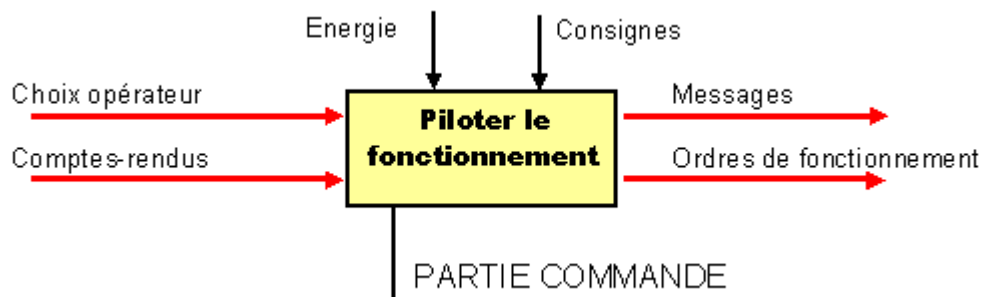 Energie
Consignes
Choix opérateur
Messages
Piloter le
fonctionnement
Comptes-rendus
Ordres de fonctionnement
PARTIE COMMANDE